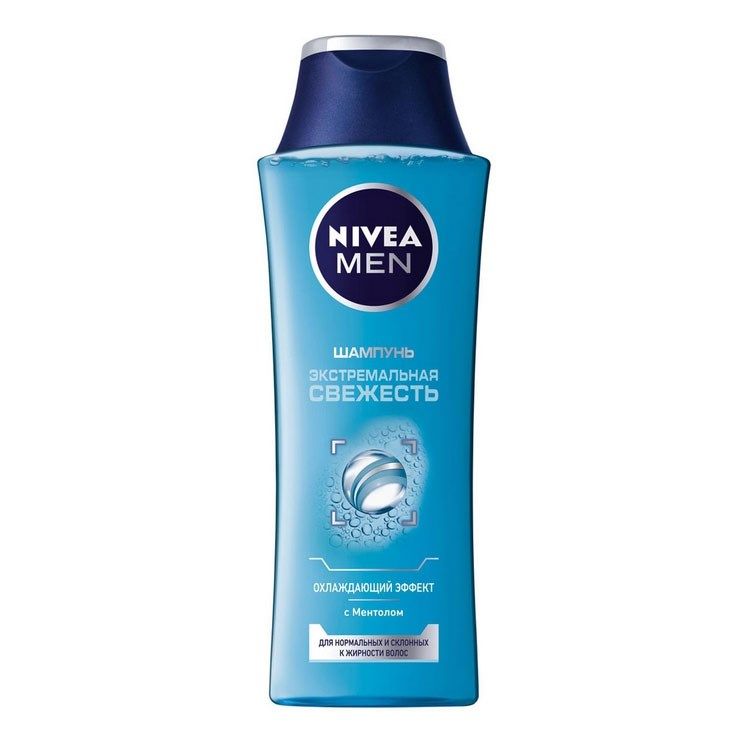 NIVEA
MEN
ШАМПУНЬ
ЭКСТРЕМАЛЬНАЯ
СВЕЖЕСТЬ
ОХЛАЖДАЮЩИЙ ЭФФЕКТ
с Ментолом
ДЛЯ НОРМАЛЬНЫХ И СКЛОННЫХ
К ЖИРНОСТИ ВОЛОС